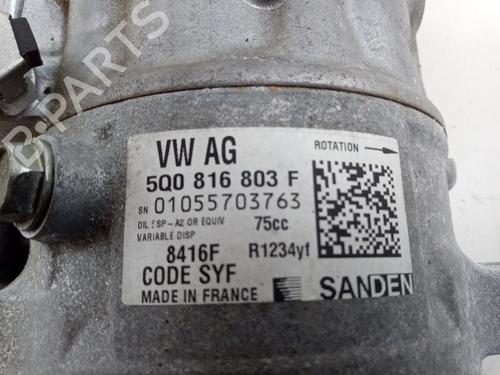 B-PARTS
VW AG
ROTATION
5Q0 816 803 F
SN 01055703763
OIL : SP-A2 OR EQUIV 75cc
VARIABLE DISP
8416F R1234yf
CODE SYF
MADE IN FRANCE SANDEN